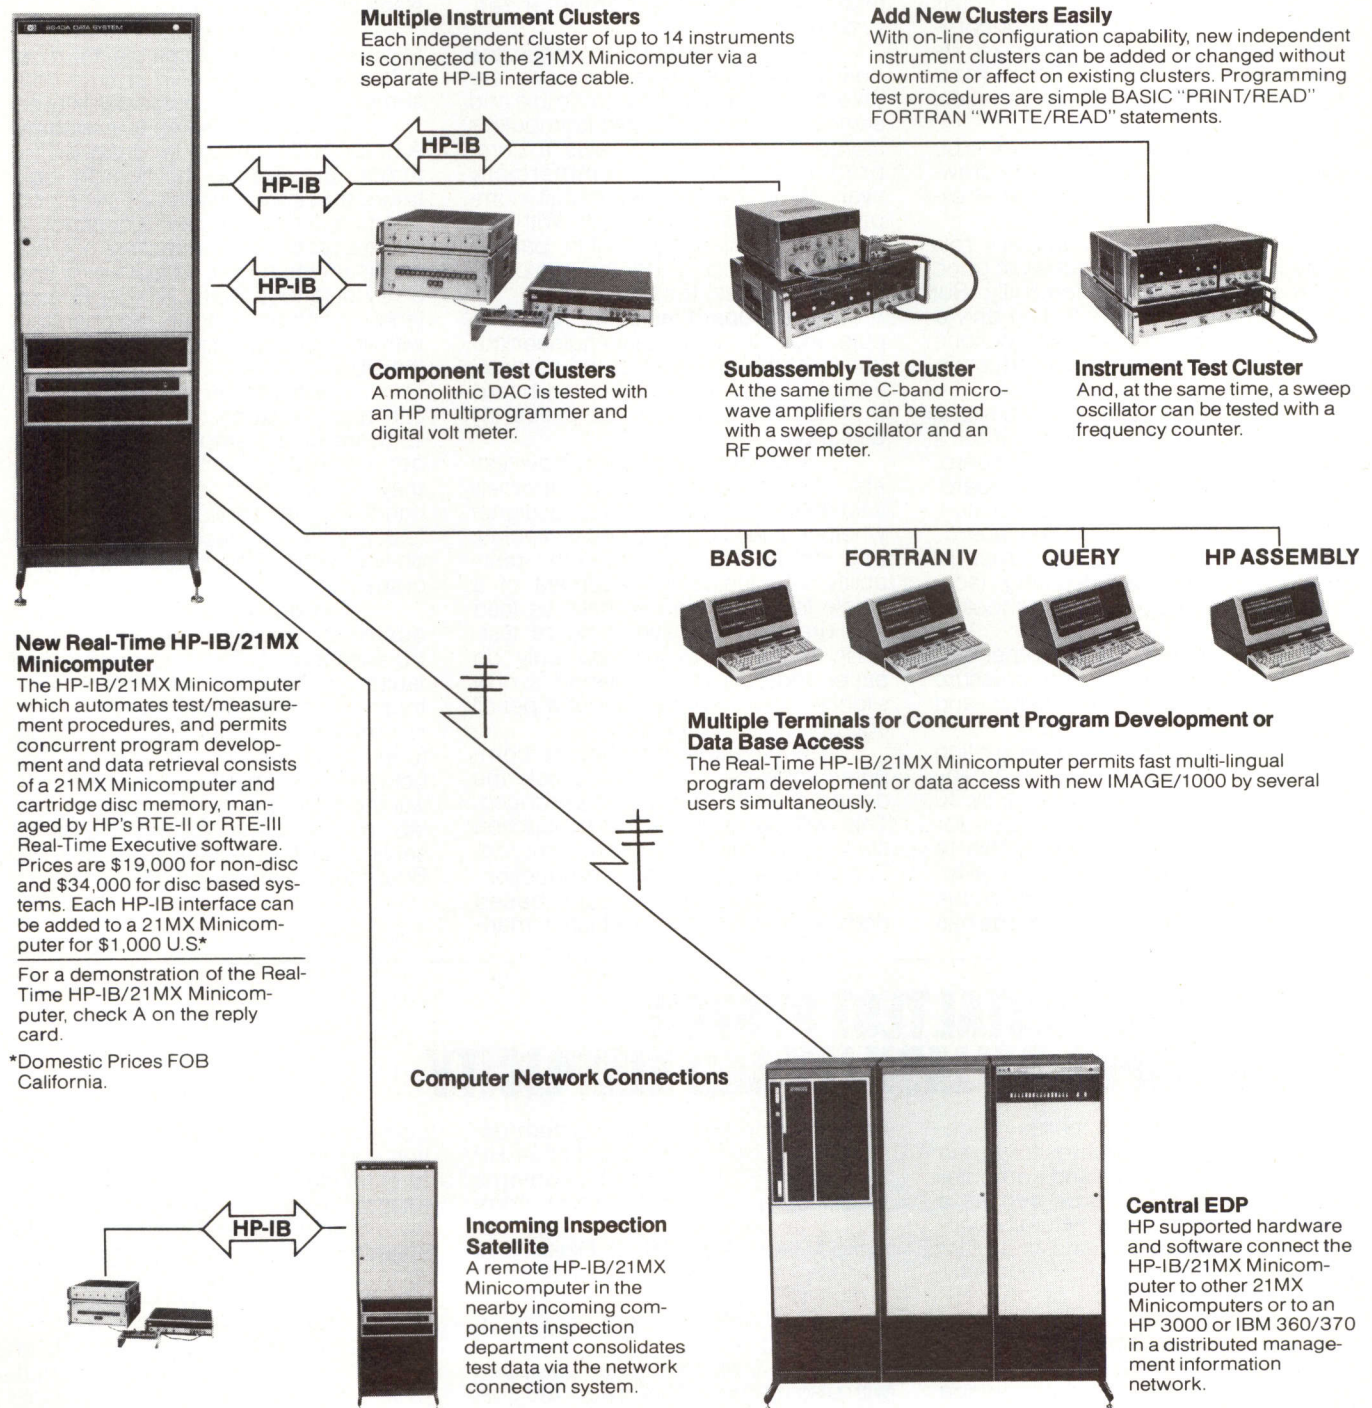 9640A DATA SYSTEM
Multiple Instrument Clusters
Each independent cluster of up to 14 instruments
is connected to the 21MX Minicomputer via a
separate HP-IB interface cable.
Add New Clusters Easily
With on-line configuration capability, new independent
instrument clusters can be added or changed without
downtime or affect on existing clusters. Programming
test procedures are simple BASIC "PRINT/READ"
FORTRAN "WRITE/READ" statements.
HP-IB
HP-IB
HP-IB
Component Test Clusters
A monolithic DAC is tested with
an HP multiprogrammer and
digital volt meter.
Subassembly Test Cluster
At the same time C-band micro-
wave amplifiers can be tested
with a sweep oscillator and an
RF power meter.
Instrument Test Cluster
And, at the same time, a sweep
oscillator can be tested with a
frequency counter.
BASIC
FORTRAN IV
QUERY
HP ASSEMBLY
Multiple Terminals for Concurrent Program Development or
Data Base Access
The Real-Time HP-IB/21MX Minicomputer permits fast multi-lingual
program development or data access with new IMAGE/1000 by several
users simultaneously.
New Real-Time HP-IB/21MX
Minicomputer
The HP-IB/21MX Minicomputer
which automates test/measure-
ment procedures, and permits
concurrent program develop-
ment and data retrieval consists
of a 21MX Minicomputer and
cartridge disc memory, man-
aged by HP's RTE-II or RTE-III
Real-Time Executive software.
Prices are $19,000 for non-disc
and $34,000 for disc based sys-
tems. Each HP-IB interface can
be added to a 21MX Minicom-
puter for $1,000 U.S.*
For a demonstration of the Real-
Time HP-IB/21MX Minicom-
puter, check A on the reply
card.
*Domestic Prices FOB
California.
Computer Network Connections
HP-IB
Incoming Inspection
Satellite
A remote HP-IB/21MX
Minicomputer in the
nearby incoming com-
ponents inspection
department consolidates
test data via the network
connection system.
Central EDP
HP supported hardware
and software connect the
HP-IB/21MX Minicom-
puter to other 21MX
Minicomputers or to an
HP 3000 or IBM 360/370
in a distributed manage-
ment information
network.